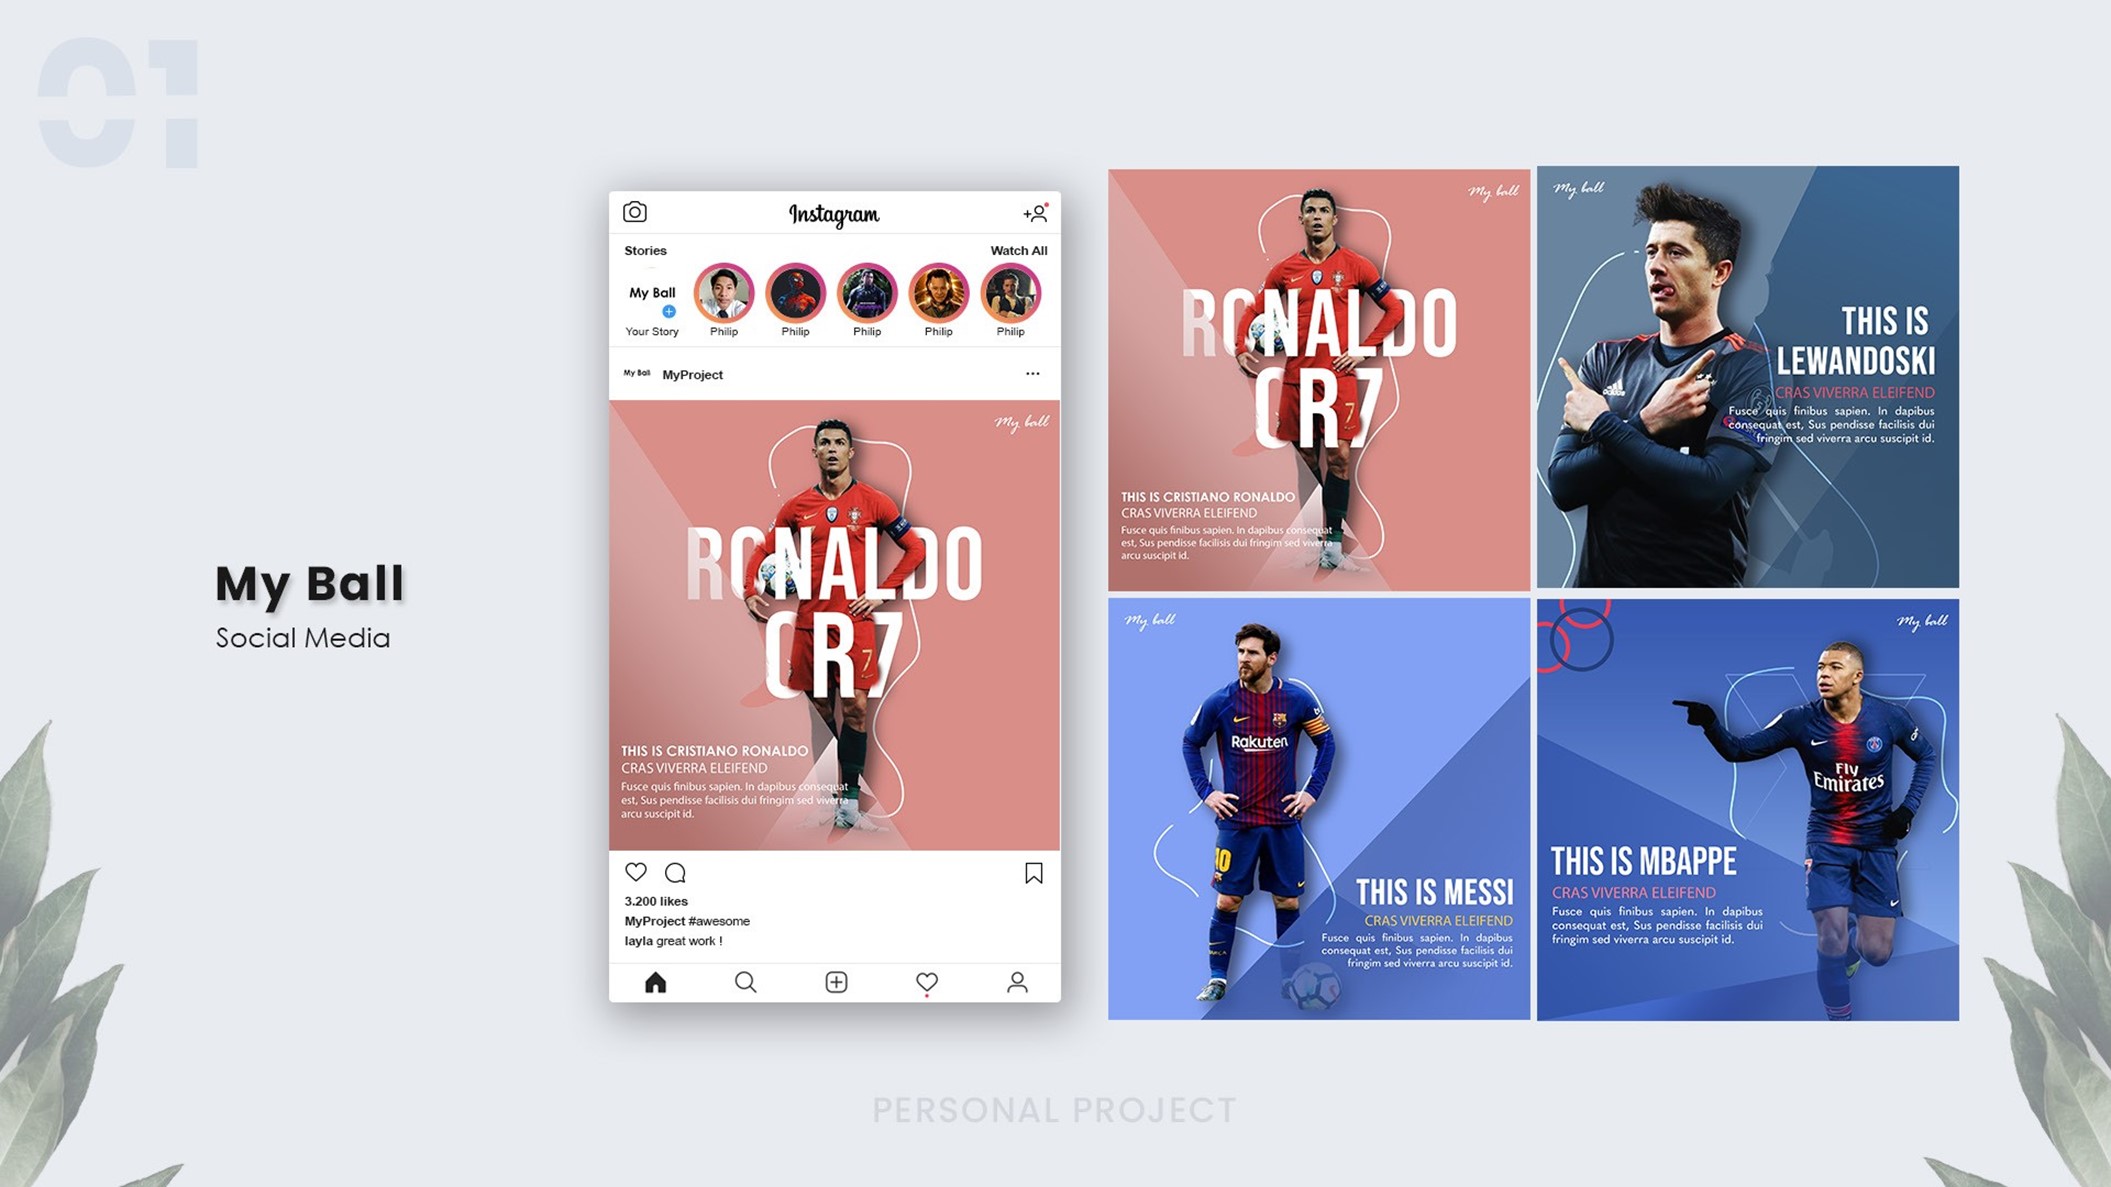 01
My Ball
Social Media
Instagram
Stories
Watch All
My Ball
Your Story
Philip
Philip
Philip
Philip
Philip
My Ball
MyProject
My ball
RONALDO
CR7
7
THIS IS CRISTIANO RONALDO
CRAS VIVERRA ELEIFEND
Fusce quis finibus sapien. In dapibus consequat
est, Sus pendisse facilisis dui fringim sed viverra
arcu suscipit id.
3.200 likes
MyProject #awesome
layla great work !
My ball
RONALDO
CR7
7
THIS IS CRISTIANO RONALDO
CRAS VIVERRA ELEIFEND
Fusce quis finibus sapien. In dapibus consequat
est, Sus pendisse facilisis dui fringim sed viverra
arcu suscipit id.
My ball
adidas
THIS IS
LEWANDOSKI
CRAS VIVERRA ELEIFEND
Fusce quis finibus sapien. In dapibus
consequat est, Sus pendisse facilisis dui
fringim sed viverra arcu suscipit id.
My ball
Rakuten
10
THIS IS MESSI
CRAS VIVERRA ELEIFEND
Fusce quis finibus sapien. In dapibus
consequat est, Sus pendisse facilisis dui
fringim sed viverra arcu suscipit id.
My ball
Fly
Emirates
THIS IS MBAPPE
CRAS VIVERRA ELEIFEND
Fusce quis finibus sapien. In dapibus
consequat est, Sus pendisse facilisis dui
fringim sed viverra arcu suscipit id.
PERSONAL PROJECT